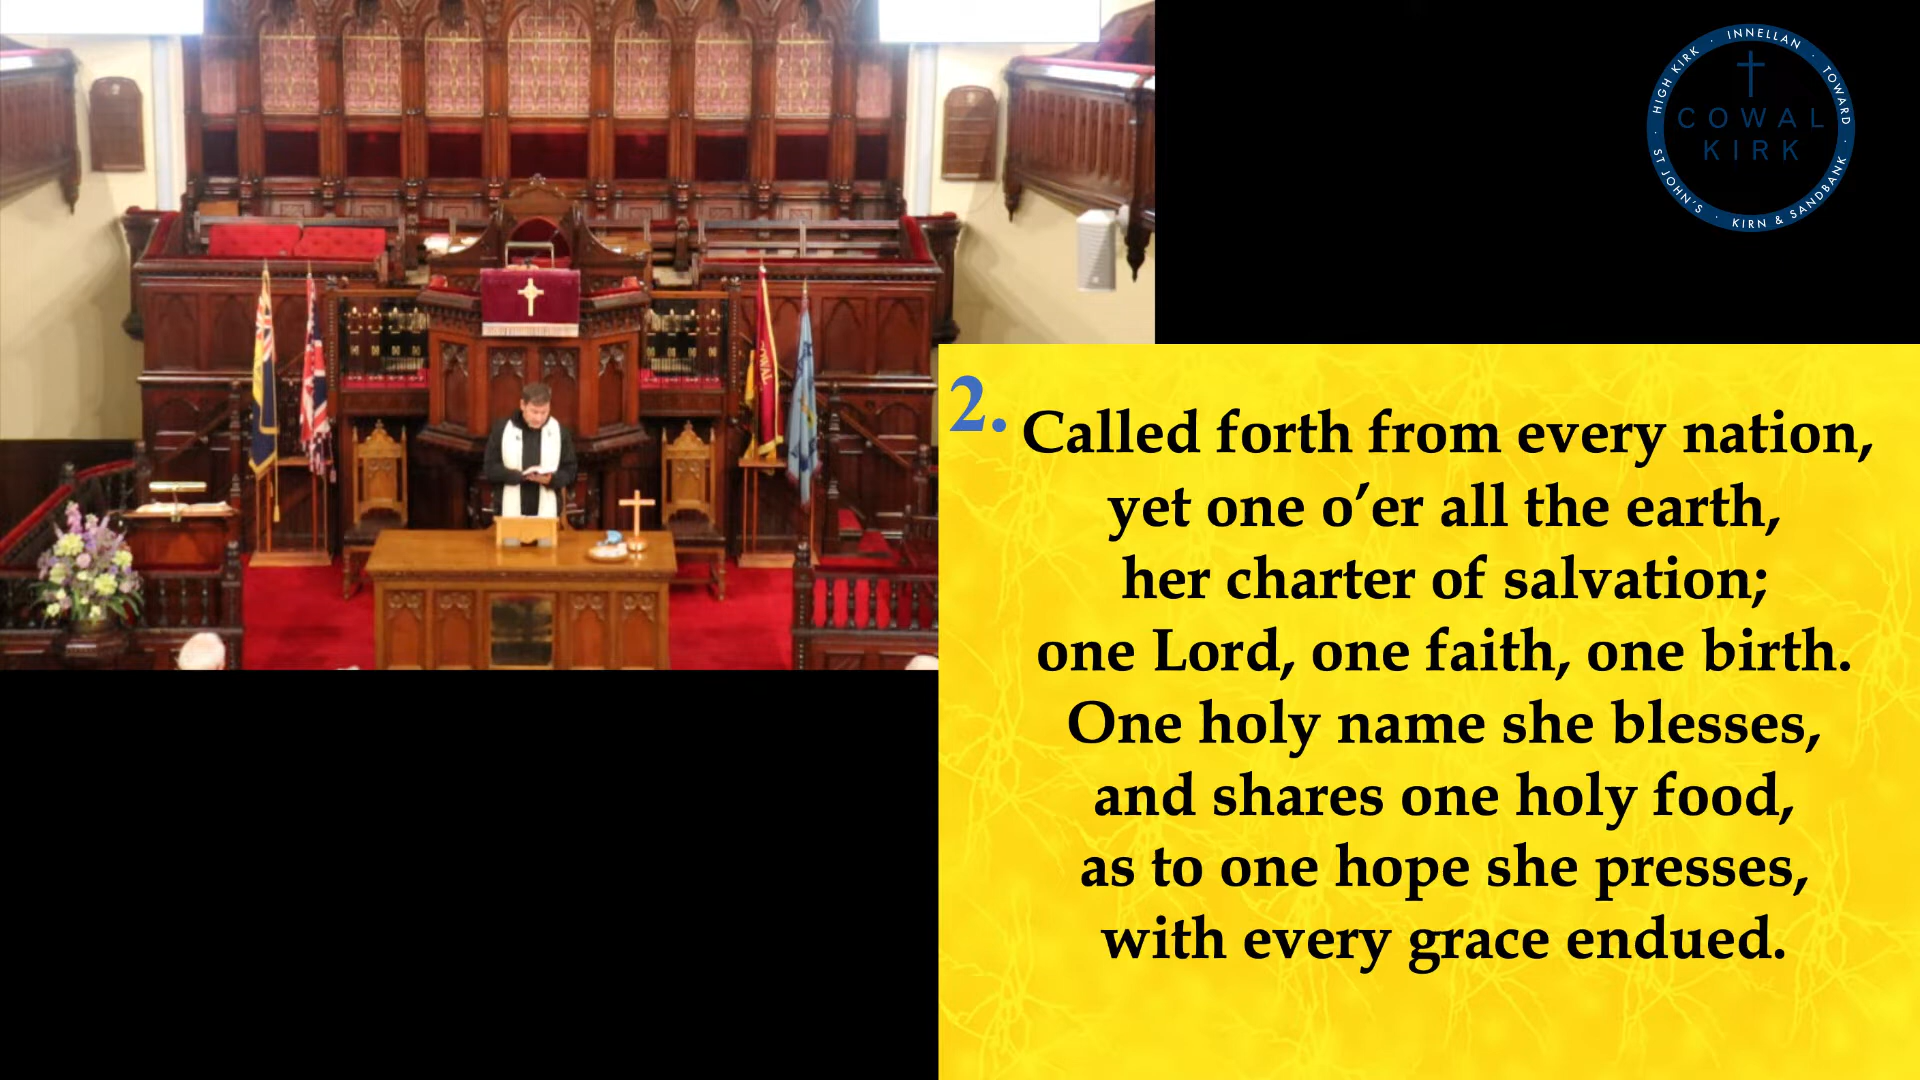 HIGH KIRK · INNELLAN · TOWARD · KIRN & SANDBANK · ST JOHN'S ·
COWAL
KIRK
2.
Called forth from every nation,
yet one o’er all the earth,
her charter of salvation;
one Lord, one faith, one birth.
One holy name she blesses,
and shares one holy food,
as to one hope she presses,
with every grace endued.